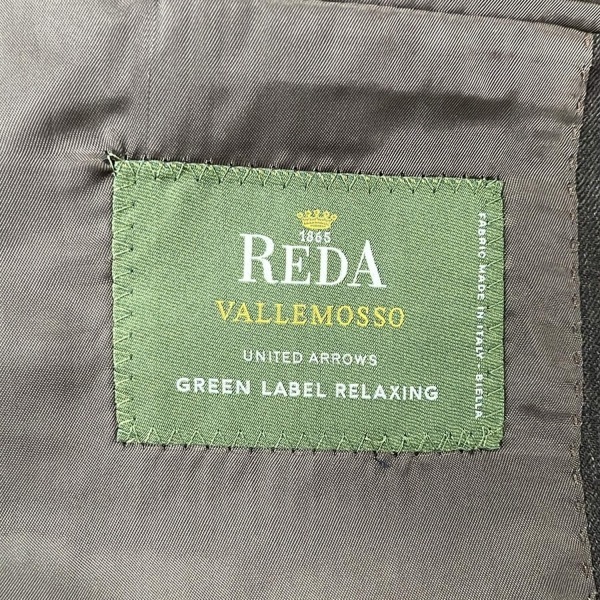 1865
REDA
VALLEMOSSO
UNITED ARROWS
GREEN LABEL RELAXING
FABRIC MADE IN ITALY - BIELLA